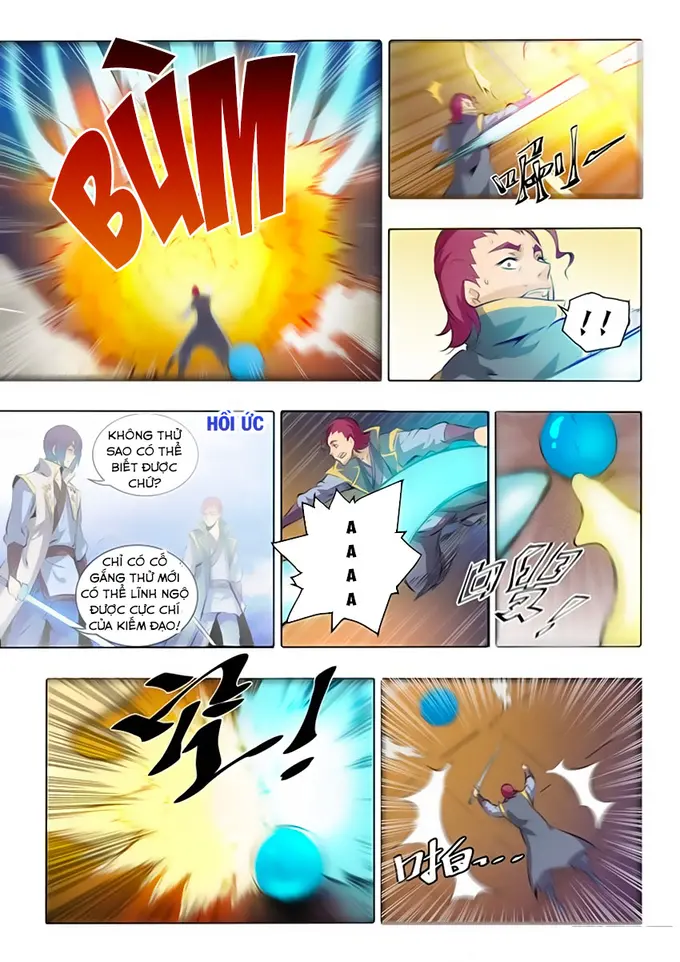 BÙM
!!
HỒI ỨC
KHÔNG THỬ
SAO CÓ THỂ
BIẾT ĐƯỢC
CHỨ?
CHỈ CÓ CỐ
GẮNG THỬ MỚI
CÓ THỂ LĨNH NGỘ
ĐƯỢC CỰC CHÍ
CỦA KIẾM ĐẠO!
A
A
A
A
啪...